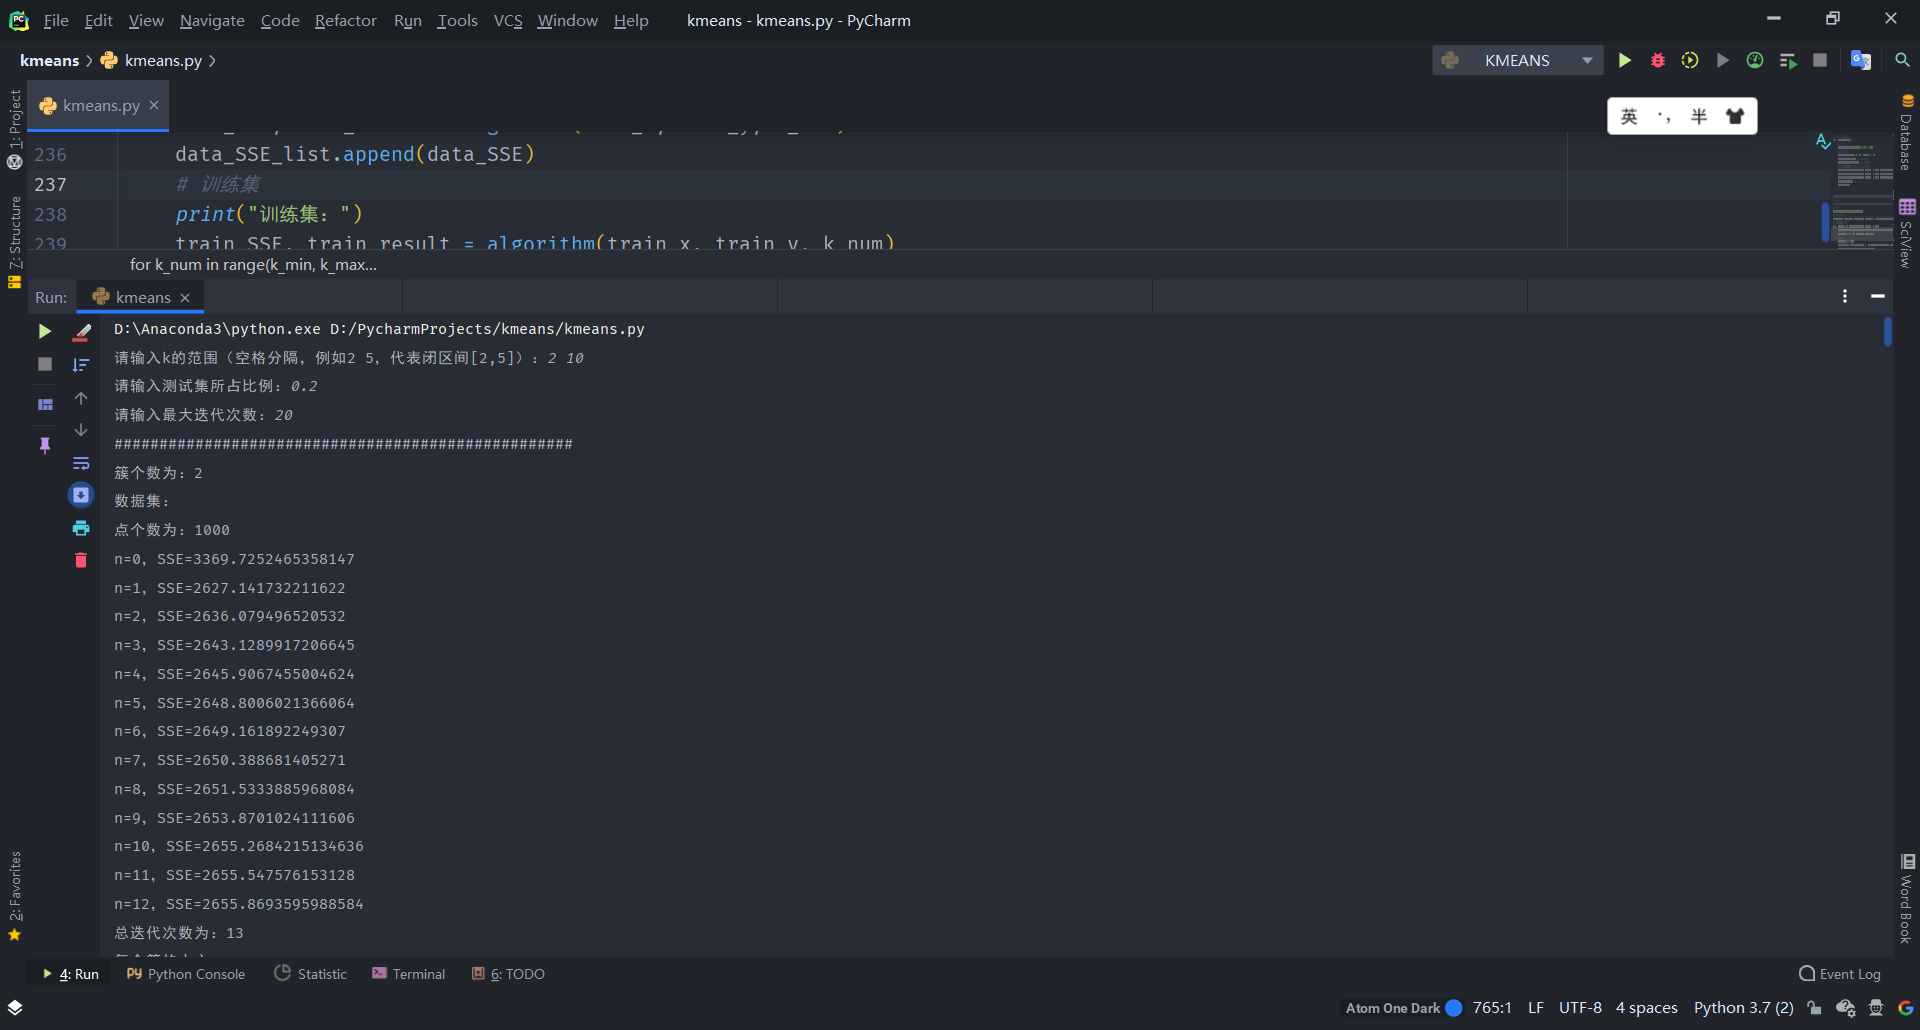 File Edit View Navigate Code Refactor Run Tools VCS Window Help kmeans - kmeans.py - PyCharm
kmeans kmeans.py KMEANS
kmeans.py
英 半
1: Project
7: Structure
2: Favorites
Database
SciView
Word Book
236 data_SSE_list.append(data_SSE)
237 # 训练集
238 print("训练集：")
239 train_SSE, train_result = algorithm(train_x, train_y, k_num)
for k_num in range(k_min, k_max...
Run: kmeans
D:\Anaconda3\python.exe D:/PycharmProjects/kmeans/kmeans.py
请输入k的范围（空格分隔，例如2 5，代表闭区间[2,5]）：2 10
请输入测试集所占比例：0.2
请输入最大迭代次数：20
###################################################
簇个数为：2
数据集：
点个数为：1000
n=0, SSE=3369.7252465358147
n=1, SSE=2627.141732211622
n=2, SSE=2636.079496520532
n=3, SSE=2643.1289917206645
n=4, SSE=2645.9067455004624
n=5, SSE=2648.8006021366064
n=6, SSE=2649.161892249307
n=7, SSE=2650.388681405271
n=8, SSE=2651.5333885968084
n=9, SSE=2653.8701024111606
n=10, SSE=2655.2684215134636
n=11, SSE=2655.547576153128
n=12, SSE=2655.8693595988584
总迭代次数为：13
4: Run Python Console Statistic Terminal 6: TODO Event Log
Atom One Dark 765:1 LF UTF-8 4 spaces Python 3.7 (2)